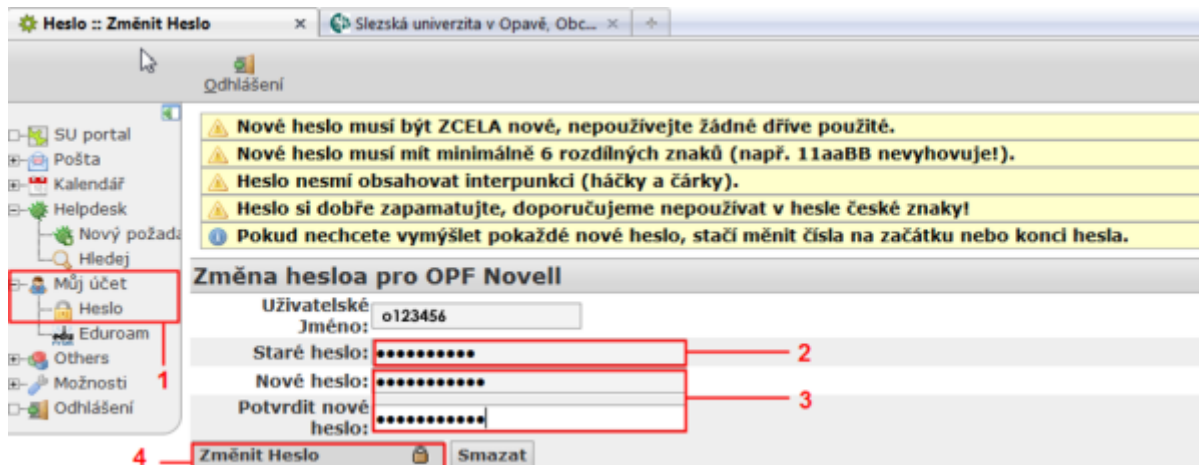 Heslo :: Změnit Heslo
Slezská univerzita v Opavě, Obc...
Odhlášení
SU portal
Pošta
Kalendář
Helpdesk
Nový požada
Hledej
Můj účet
Heslo
Eduroam
Others
Možnosti
Odhlášení
1
Nové heslo musí být ZCELA nové, nepoužívejte žádné dříve použité.
Nové heslo musí mít minimálně 6 rozdílných znaků (např. 11aaBB nevyhovuje!).
Heslo nesmí obsahovat interpunkci (háčky a čárky).
Heslo si dobře zapamatujte, doporučujeme nepoužívat v hesle české znaky!
Pokud nechcete vymýšlet pokaždé nové heslo, stačí měnit čísla na začátku nebo konci hesla.
Změna hesloa pro OPF Novell
Uživatelské
Jméno: o123456
Staré heslo: ●●●●●●●●●● 2
Nové heslo: ●●●●●●●●●●●
3
Potvrdit nové
heslo: ●●●●●●●●●●●
4 Změnit Heslo Smazat